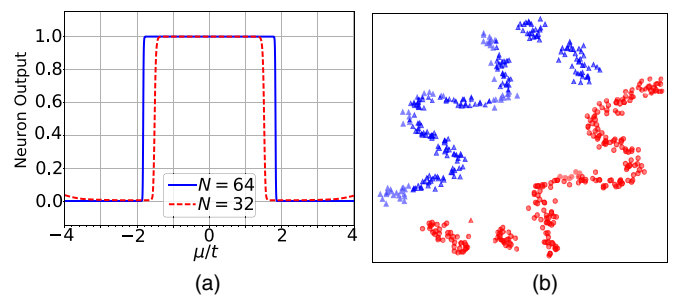 1.0
0.8
0.6
0.4
0.2
0.0
Neuron Output
N = 64
N = 32
−4 −2 0 2 4
μ/t
(a) (b)